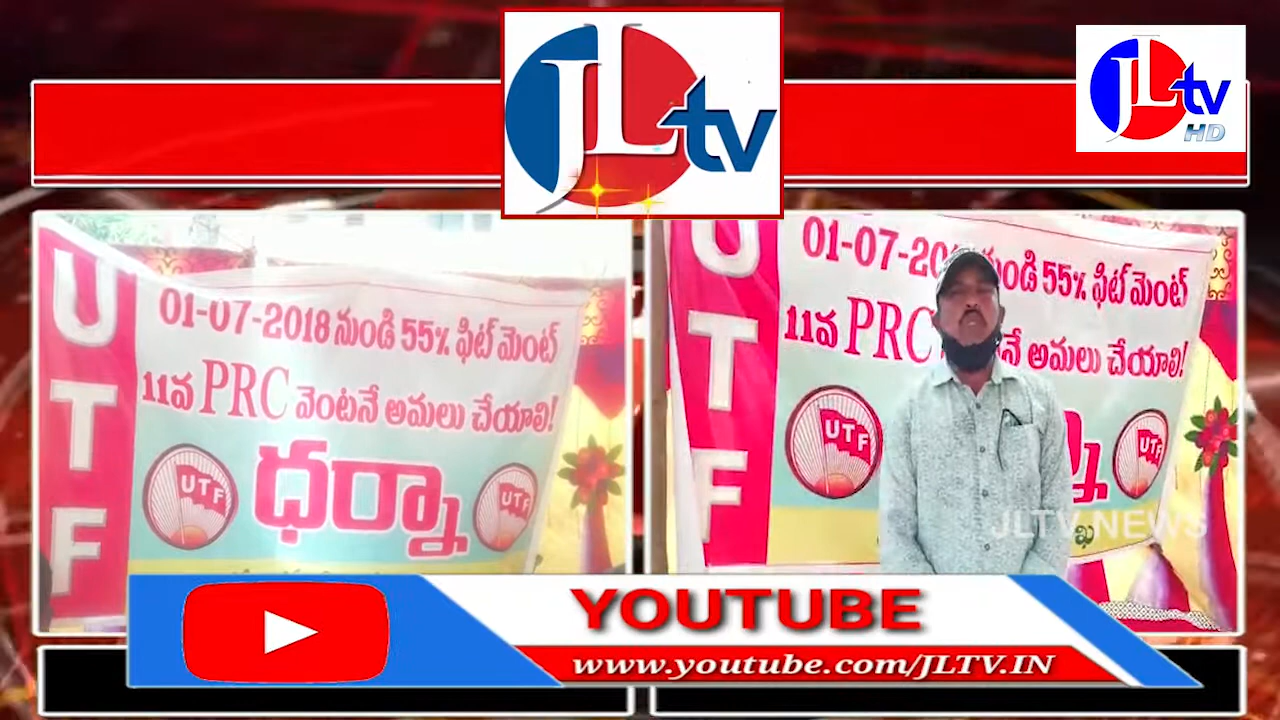 JLtv
JLtv
HD
UTF
01-07-2018 నుండి 55% ఫిట్ మెంట్
11వ PRC వెంటనే అమలు చేయాలి!
ధర్నా
UTF
UTF
UTF
01-07-20 నుండి 55% ఫిట్ మెంట్
11వ PRC నే అమలు చేయాలి!
UTF
UTF
JLTV NEWS
YOUTUBE
www.youtube.com/JLTV.IN